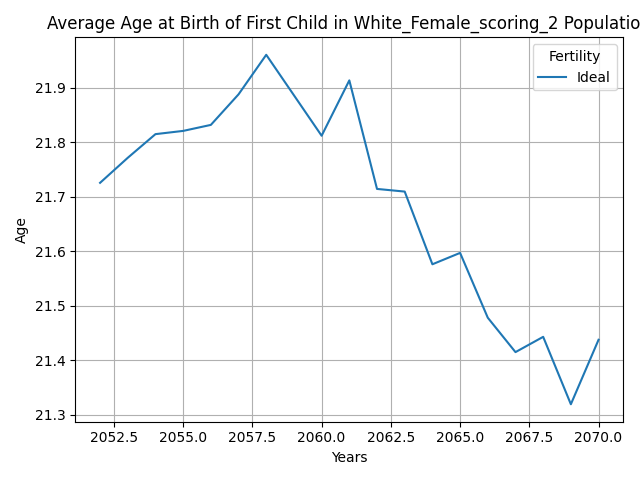 Average Age at Birth of First Child in White_Female_scoring_2 Populatio
Fertility
Ideal
21.9
21.8
21.7
21.6
21.5
21.4
21.3
Age
2052.5 2055.0 2057.5 2060.0 2062.5 2065.0 2067.5 2070.0
Years